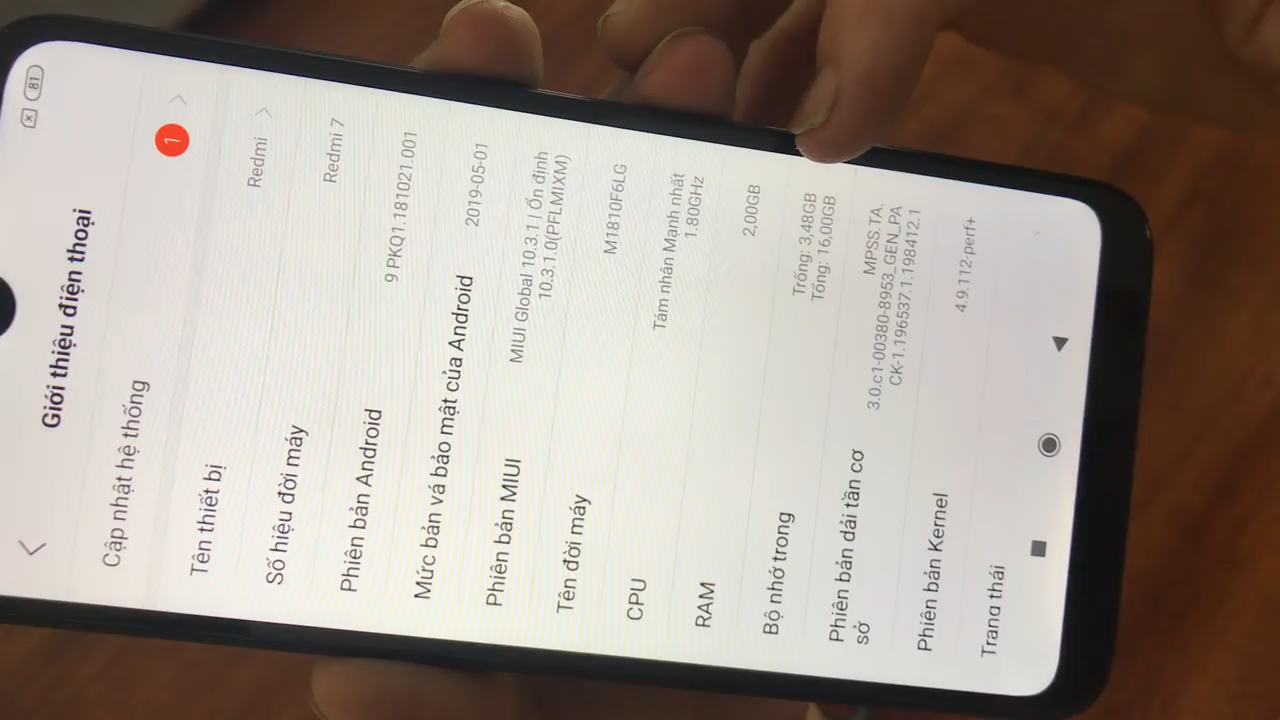 81
Giới thiệu điện thoại
Cập nhật hệ thống
1
Tên thiết bị
Redmi
Số hiệu đời máy
Redmi 7
Phiên bản Android
9 PKQ1.181021.001
Mức bản vá bảo mật của Android
2019-05-01
Phiên bản MIUI
MIUI Global 10.3.1 | Ổn định
10.3.1.0(PFLMIXM)
Tên đời máy
M1810F6LG
CPU
Tám nhân Mạnh nhất
1.80GHz
RAM
2,00GB
Bộ nhớ trong
Trống: 3,48GB
Tổng: 16,00GB
Phiên bản dải tần cơ
sở
MPSS.TA.
3.0.c1-00380-8953_GEN_PA
CK-1.196537.1.198412.1
Phiên bản Kernel
4.9.112-perf+
Trạng thái